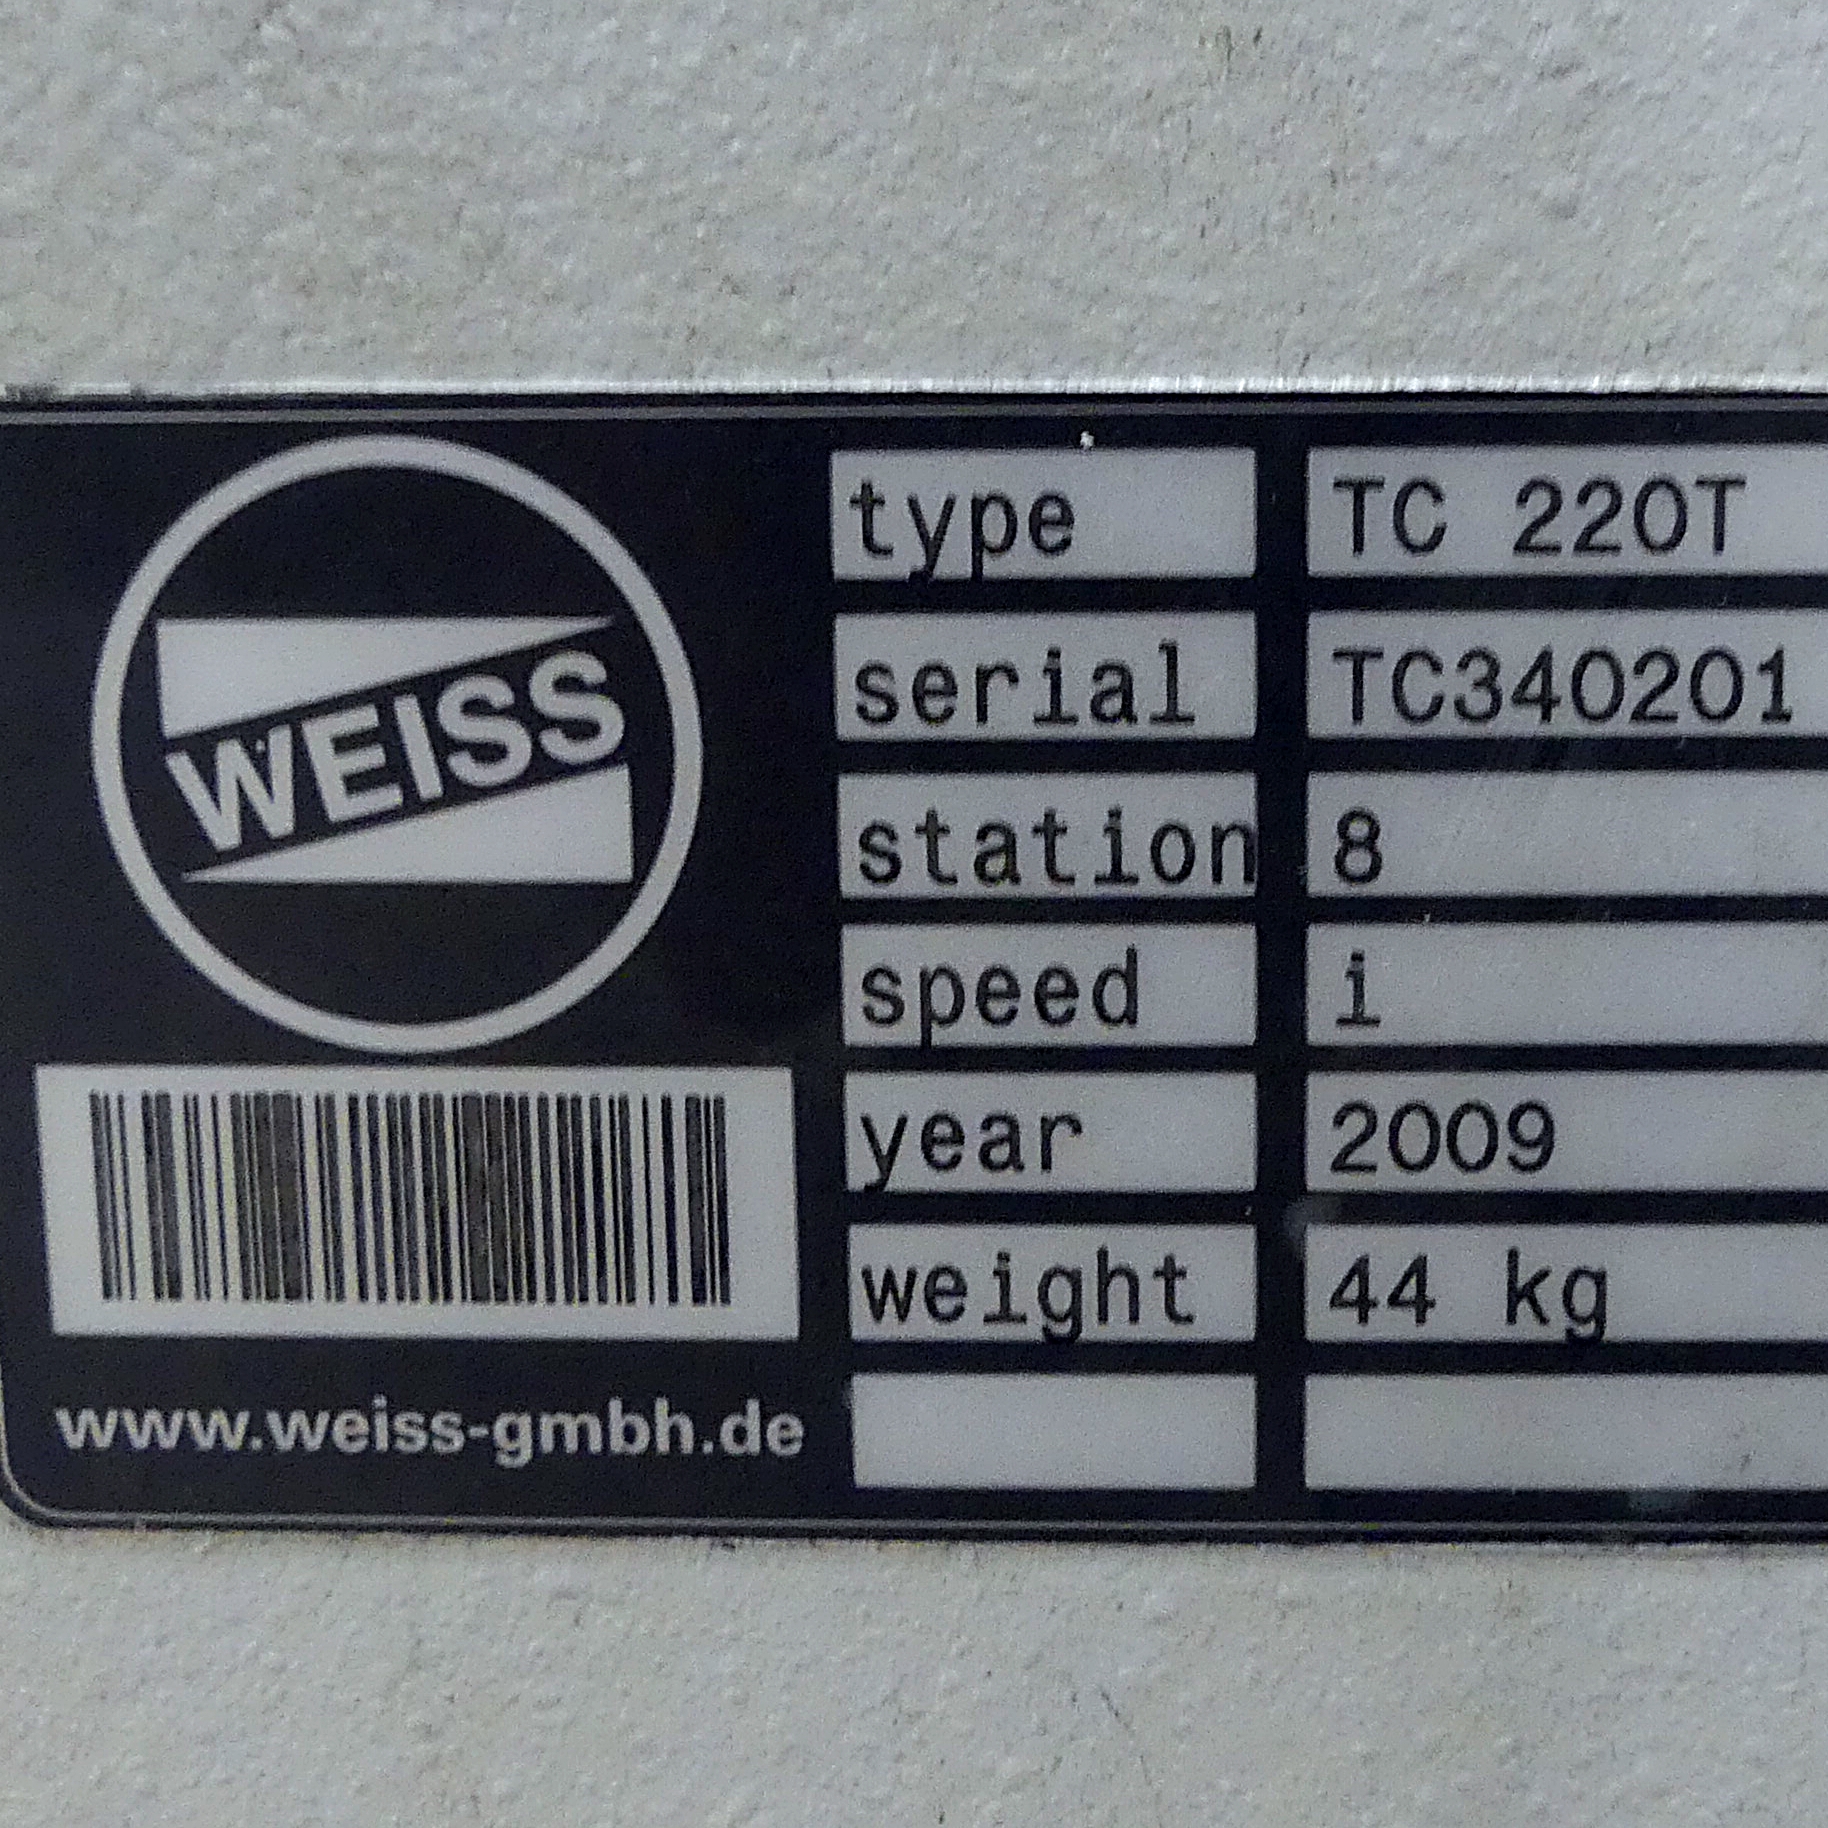 WEISS
www.weiss-gmbh.de
type TC 220T
serial TC340201
station 8
speed i
year 2009
weight 44 kg